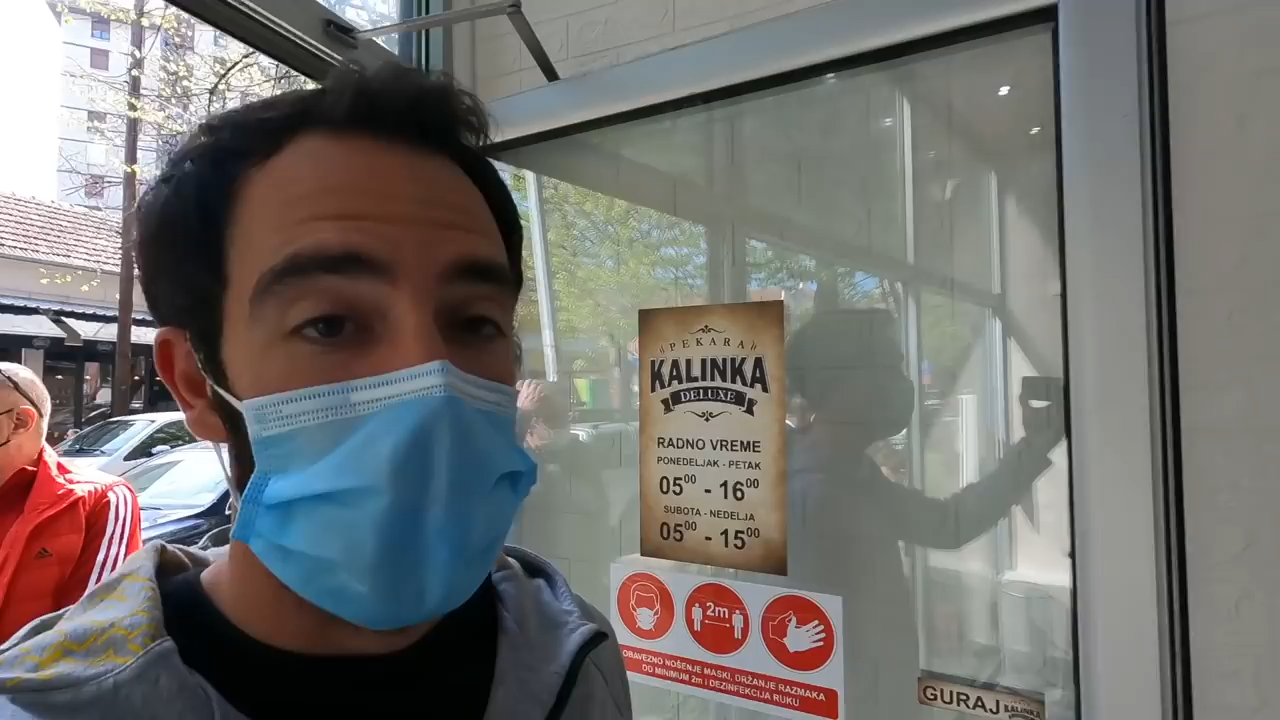 PEKARA
KALINKA
DELUXE
RADNO VREME
PONEDELJAK - PETAK
05⁰⁰ - 16⁰⁰
SUBOTA - NEDELJA
05⁰⁰ - 15⁰⁰
2m
OBAVEZNO NOŠENJE MASKI, DRŽANJE RAZMAKA
OD MINIMUM 2m i DEZINFEKCIJA RUKU
GURAJ
KALINKA